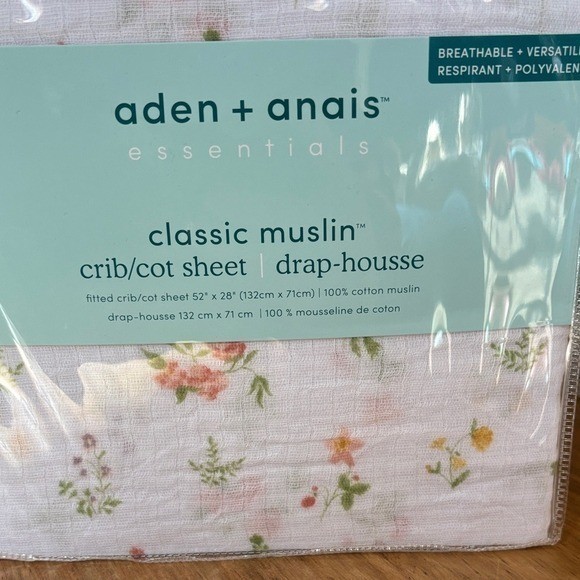 BREATHABLE + VERSATILE
RESPIRANT + POLYVALEN
aden + anais™
essentials
classic muslin™
crib/cot sheet | drap-housse
fitted crib/cot sheet 52" x 28" (132cm x 71cm) | 100% cotton muslin
drap-housse 132 cm x 71 cm | 100 % mousseline de coton